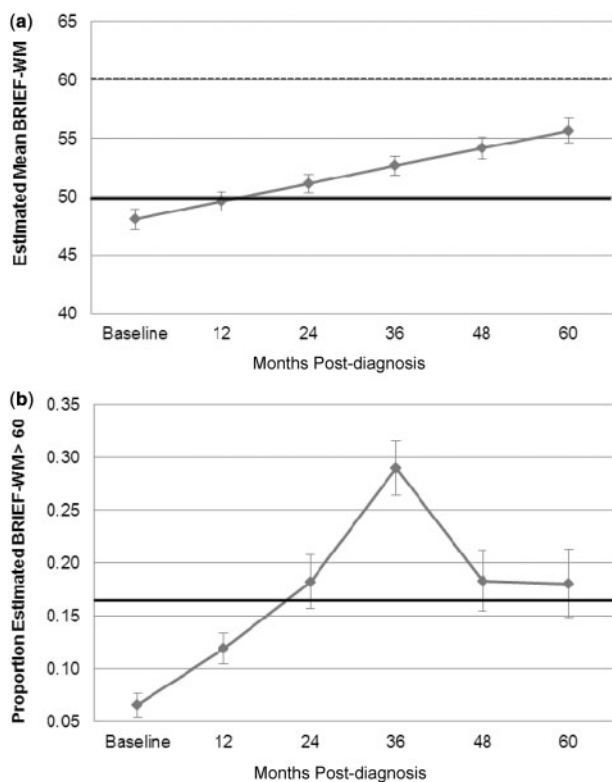 (a)
Estimated Mean BRIEF-WM
65
60
55
50
45
40
Baseline 12 24 36 48 60
Months Post-diagnosis
(b)
Proportion Estimated BRIEF-WM> 60
0.35
0.30
0.25
0.20
0.15
0.10
0.05
Baseline 12 24 36 48 60
Months Post-diagnosis